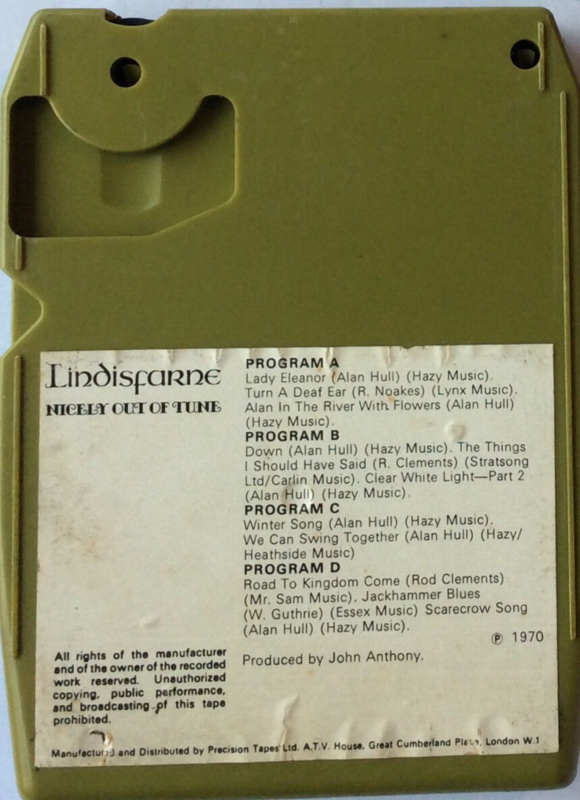 Lindisfarne
NICELY OUT OF TUNE
PROGRAM A
Lady Eleanor (Alan Hull) (Hazy Music).
Turn A Deaf Ear (R. Noakes) (Lynx Music).
Alan In The River With Flowers (Alan Hull)
(Hazy Music).
PROGRAM B
Down (Alan Hull) (Hazy Music). The Things
I Should Have Said (R. Clements) (Stratsong
Ltd/Carlin Music). Clear White Light—Part 2
(Alan Hull) (Hazy Music).
PROGRAM C
Winter Song (Alan Hull) (Hazy Music).
We Can Swing Together (Alan Hull) (Hazy/
Heathside Music)
PROGRAM D
Road To Kingdom Come (Rod Clements)
(Mr. Sam Music). Jackhammer Blues
(W. Guthrie) (Essex Music) Scarecrow Song
(Alan Hull) (Hazy Music).
℗ 1970
Produced by John Anthony.
All rights of the manufacturer
and of the owner of the recorded
work reserved. Unauthorized
copying, public performance,
and broadcasting of this tape
prohibited.
Manufactured and Distributed by Precision Tapes Ltd. A.T.V. House, Great Cumberland Place, London W.1